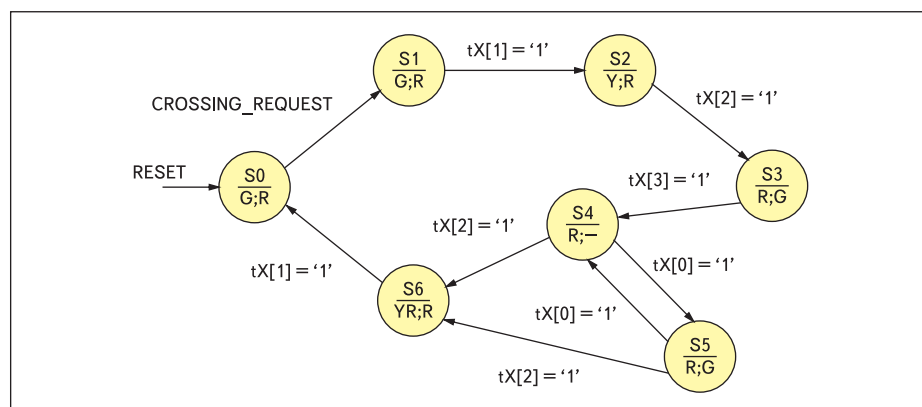 S1
G;R
tX[1]=‘1’
S2
Y;R
CROSSING_REQUEST
tX[2]=‘1’
RESET
S0
G;R
tX[3]=‘1’
S3
R;G
S4
R;–
tX[2]=‘1’
tX[0]=‘1’
tX[1]=‘1’
S6
YR;R
tX[0]=‘1’
S5
R;G
tX[2]=‘1’